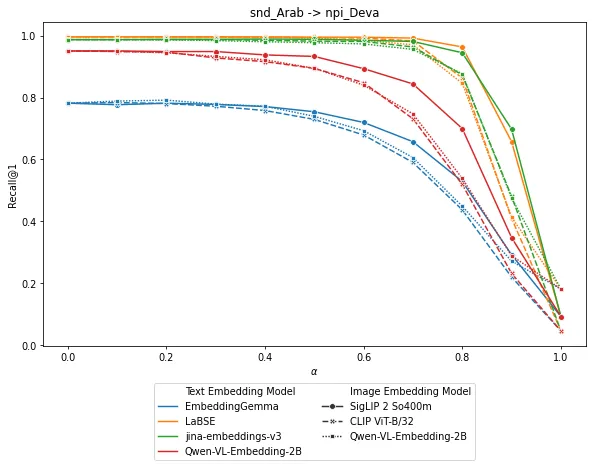 snd_Arab -> npi_Deva
1.0
0.8
0.6
0.4
0.2
0.0
Recall@1
0.0 0.2 0.4 0.6 0.8 1.0
α
Text Embedding Model Image Embedding Model
EmbeddingGemma SigLIP 2 So400m
LaBSE CLIP ViT-B/32
jina-embeddings-v3 Qwen-VL-Embedding-2B
Qwen-VL-Embedding-2B